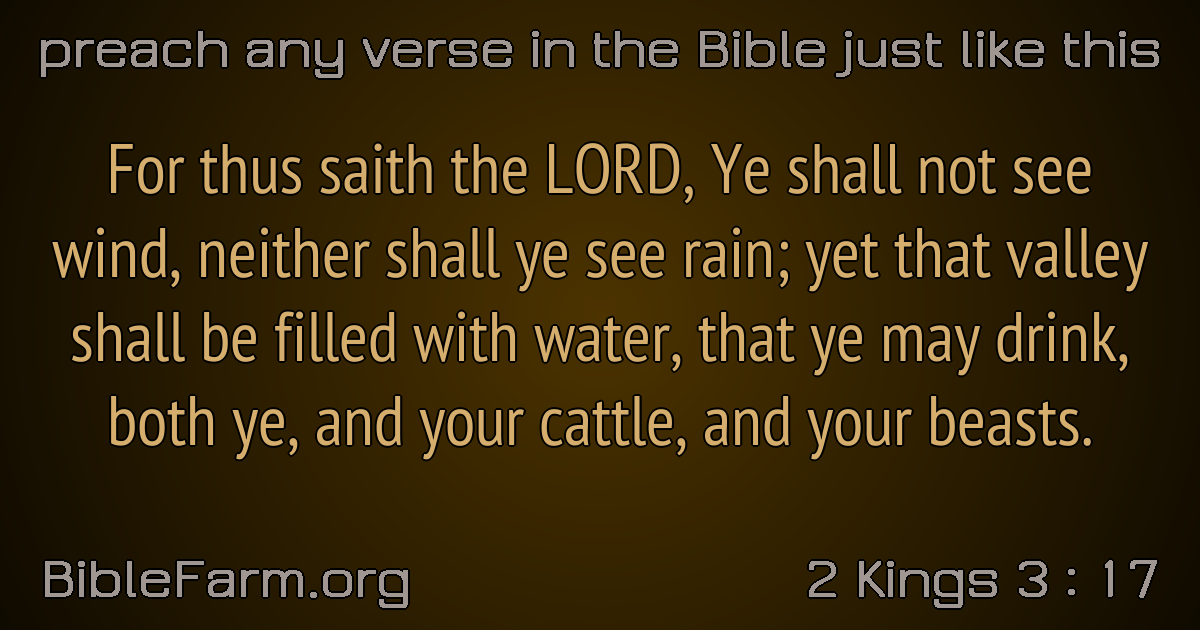 preach any verse in the Bible just like this
For thus saith the LORD, Ye shall not see
wind, neither shall ye see rain; yet that valley
shall be filled with water, that ye may drink,
both ye, and your cattle, and your beasts.
BibleFarm.org
2 Kings 3 : 17